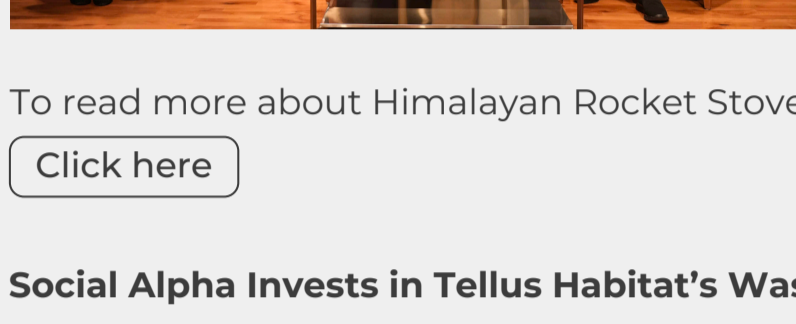 To read more about Himalayan Rocket Stove
Click here
Social Alpha Invests in Tellus Habitat’s